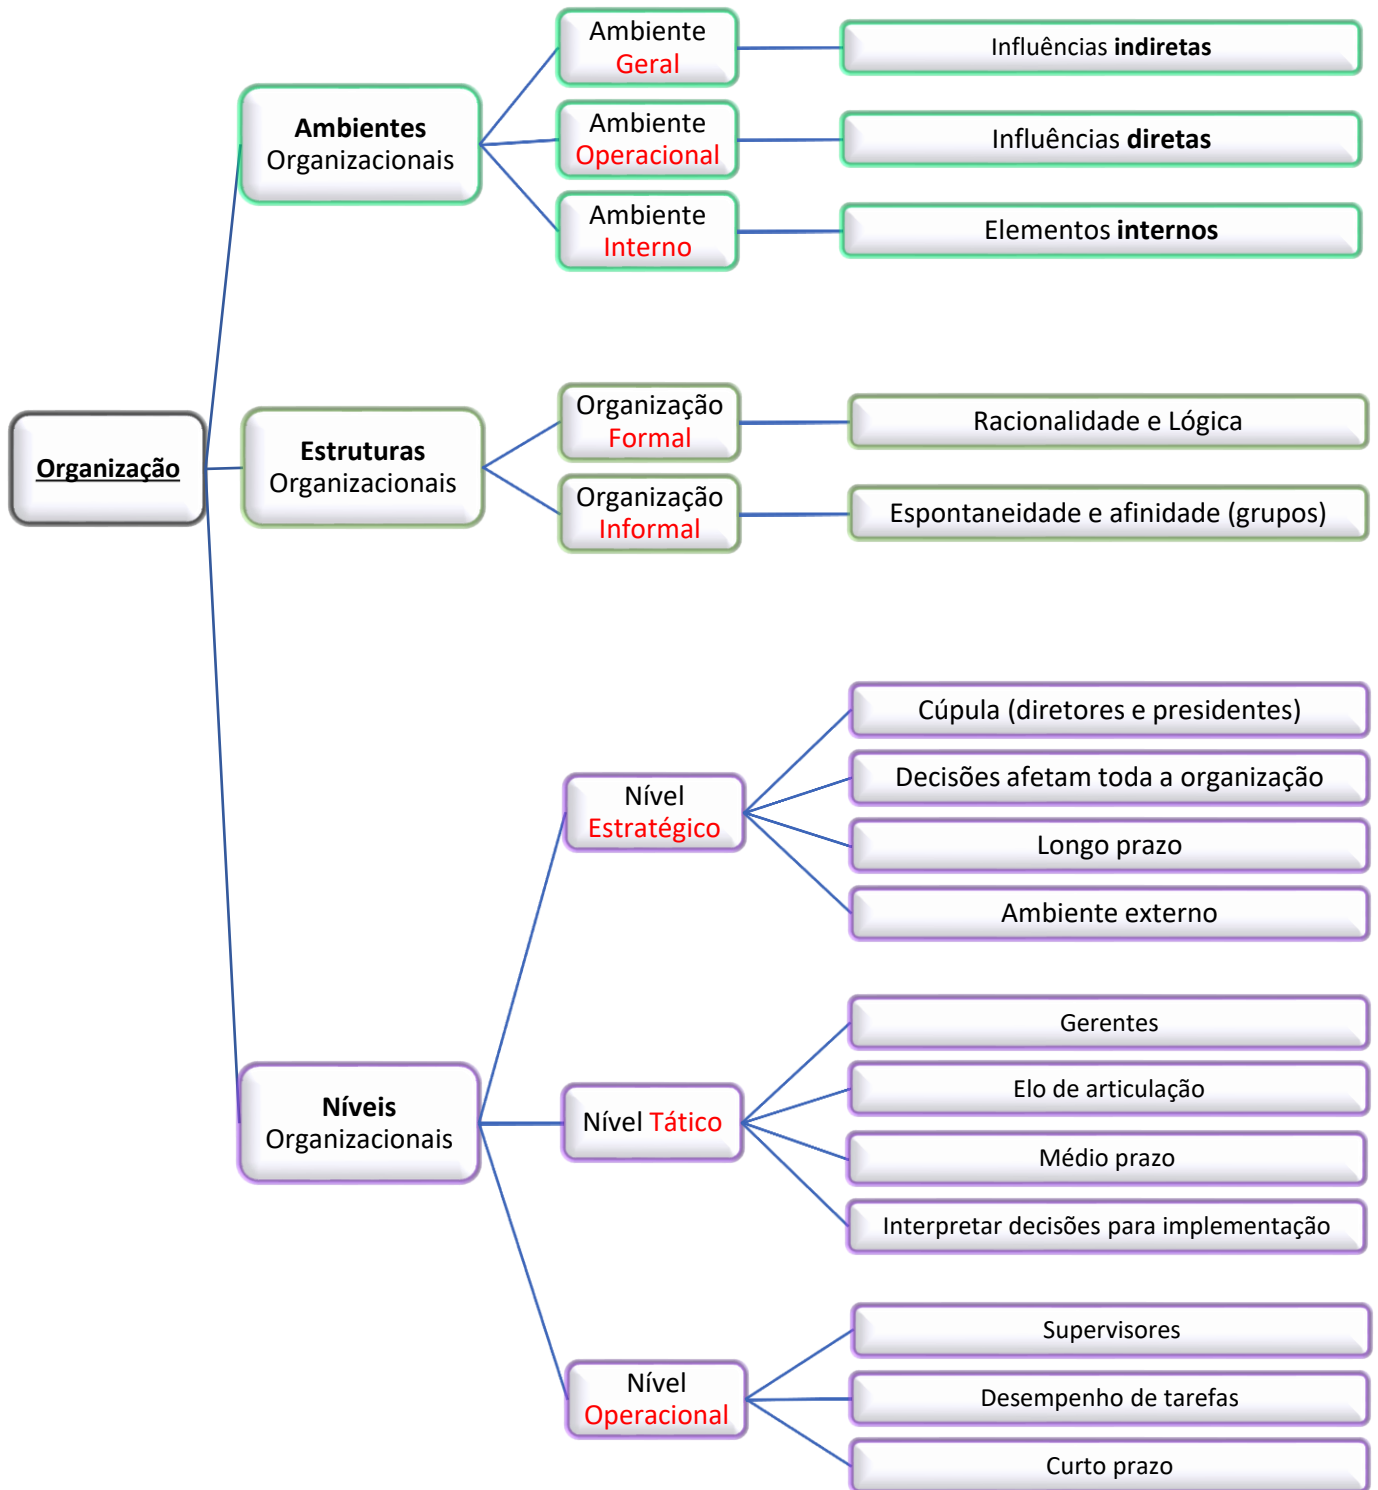 Organização
Ambientes
Organizacionais
Ambiente
Geral
Influências indiretas
Ambiente
Operacional
Influências diretas
Ambiente
Interno
Elementos internos
Estruturas
Organizacionais
Organização
Formal
Racionalidade e Lógica
Organização
Informal
Espontaneidade e afinidade (grupos)
Níveis
Organizacionais
Nível
Estratégico
Cúpula (diretores e presidentes)
Decisões afetam toda a organização
Longo prazo
Ambiente externo
Nível Tático
Gerentes
Elo de articulação
Médio prazo
Interpretar decisões para implementação
Nível
Operacional
Supervisores
Desempenho de tarefas
Curto prazo